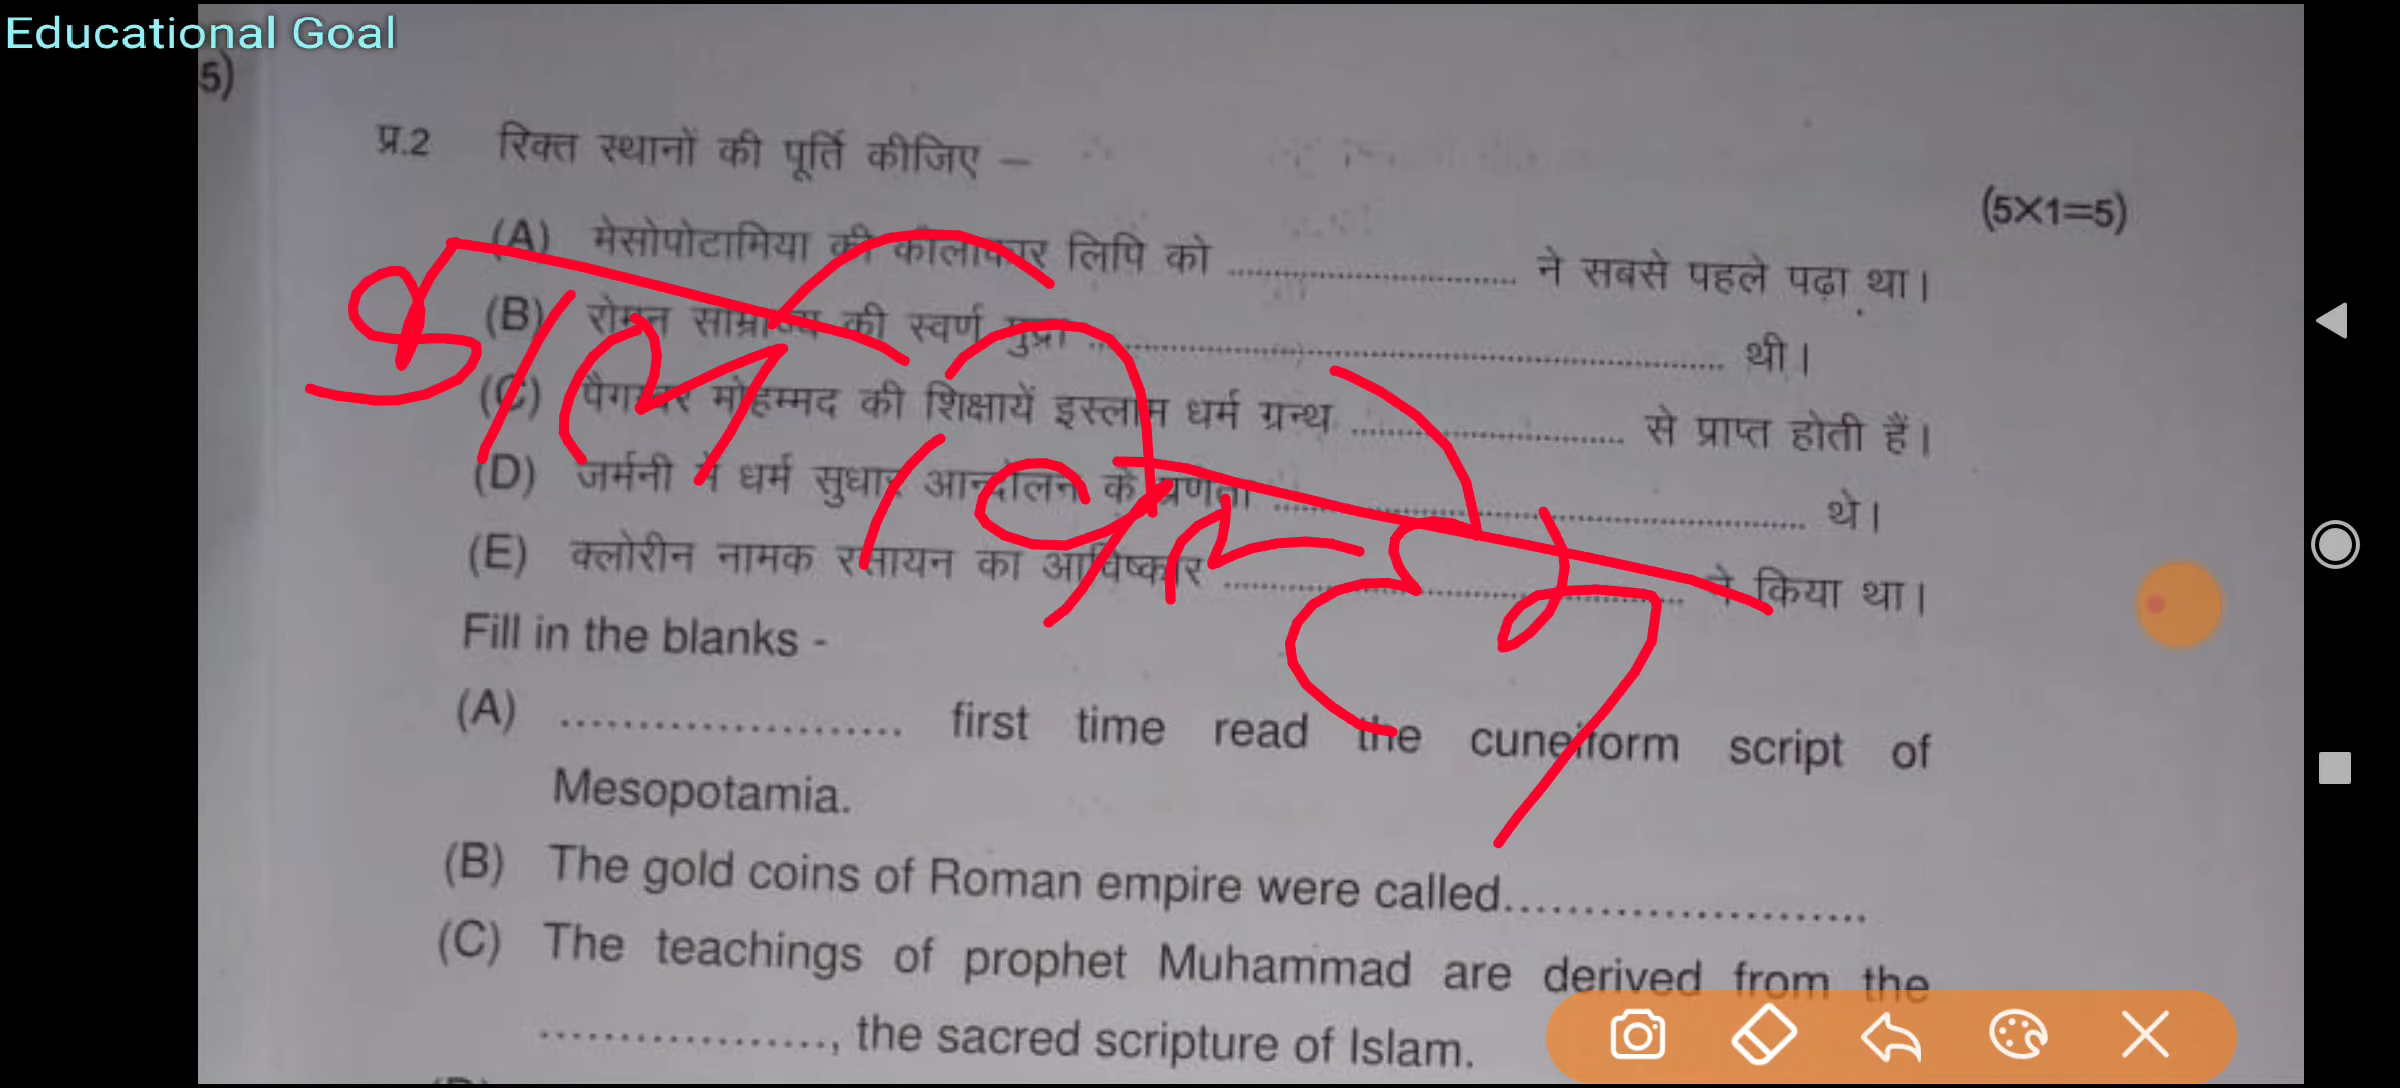 Educational Goal
5)
प्र.2 रिक्त स्थानों की पूर्ति कीजिए –
(5X1=5)
(A) मेसोपोटामिया की कीलाकार लिपि को .................... ने सबसे पहले पढ़ा था।
(B) रोमन साम्राज्य की स्वर्ण मुद्रा .................... थी।
(C) पैगम्बर मोहम्मद की शिक्षायें इस्लाम धर्म ग्रन्थ .................... से प्राप्त होती हैं।
(D) जर्मनी में धर्म सुधार आन्दोलन के प्रणेता .................... थे।
(E) क्लोरीन नामक रसायन का आविष्कार .................... ने किया था।
Fill in the blanks -
(A) .................... first time read the cuneiform script of
Mesopotamia.
(B) The gold coins of Roman empire were called....................
(C) The teachings of prophet Muhammad are derived from the
...................., the sacred scripture of Islam.